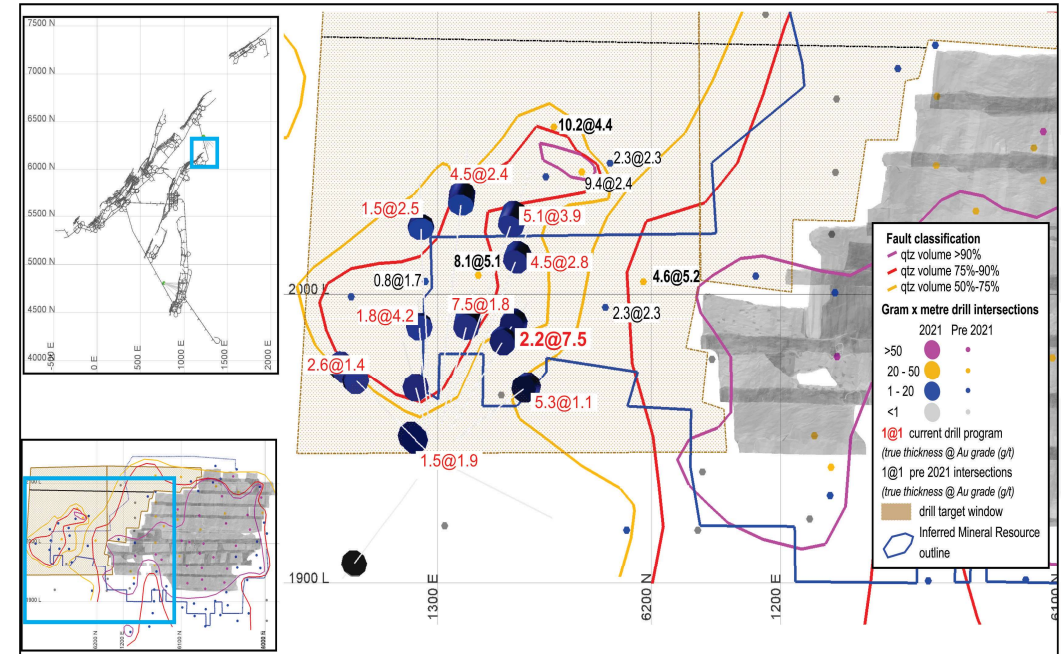 7500 N
7000 N
6500 N
6000 N
5500 N
5000 N
4500 N
4000 N
-500 E
0 E
500 E
1000 E
1500 E
2000 E
10.2@4.4
2.3@2.3
9.4@2.4
4.5@2.4
1.5@2.5
5.1@3.9
8.1@5.1
4.5@2.8
4.6@5.2
0.8@1.7
2000 L
2.3@2.3
1.8@4.2
7.5@1.8
2.2@7.5
2.6@1.4
5.3@1.1
1.5@1.9
1900 L
1300 E
6200 N
1200 E
6100 N
Fault classification
qtz volume >90%
qtz volume 75%-90%
qtz volume 50%-75%
Gram x metre drill intersections
2021 Pre 2021
>50
20 - 50
1 - 20
<1
1@1 current drill program
(true thickness @ Au grade (g/t)
1@1 pre 2021 intersections
(true thickness @ Au grade (g/t)
drill target window
Inferred Mineral Resource
outline
1900 L
1200 E
6100 N